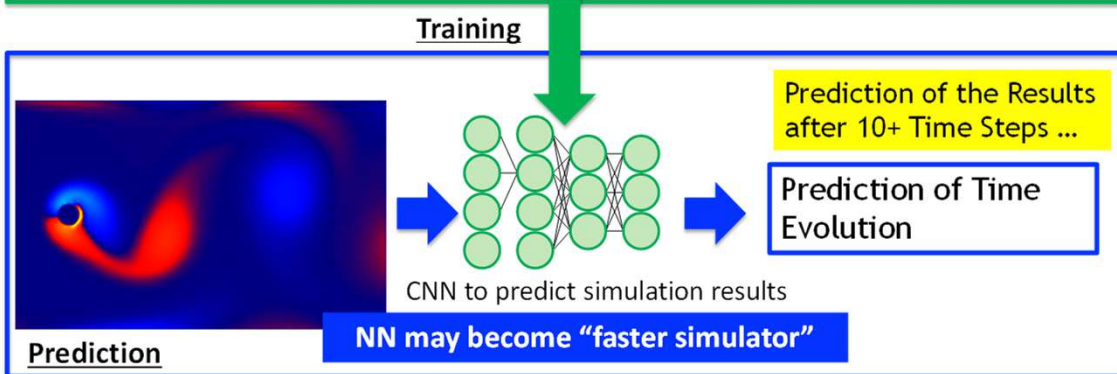 Training
Prediction of the Results
after 10+ Time Steps ...
Prediction of Time
Evolution
CNN to predict simulation results
NN may become “faster simulator”
Prediction